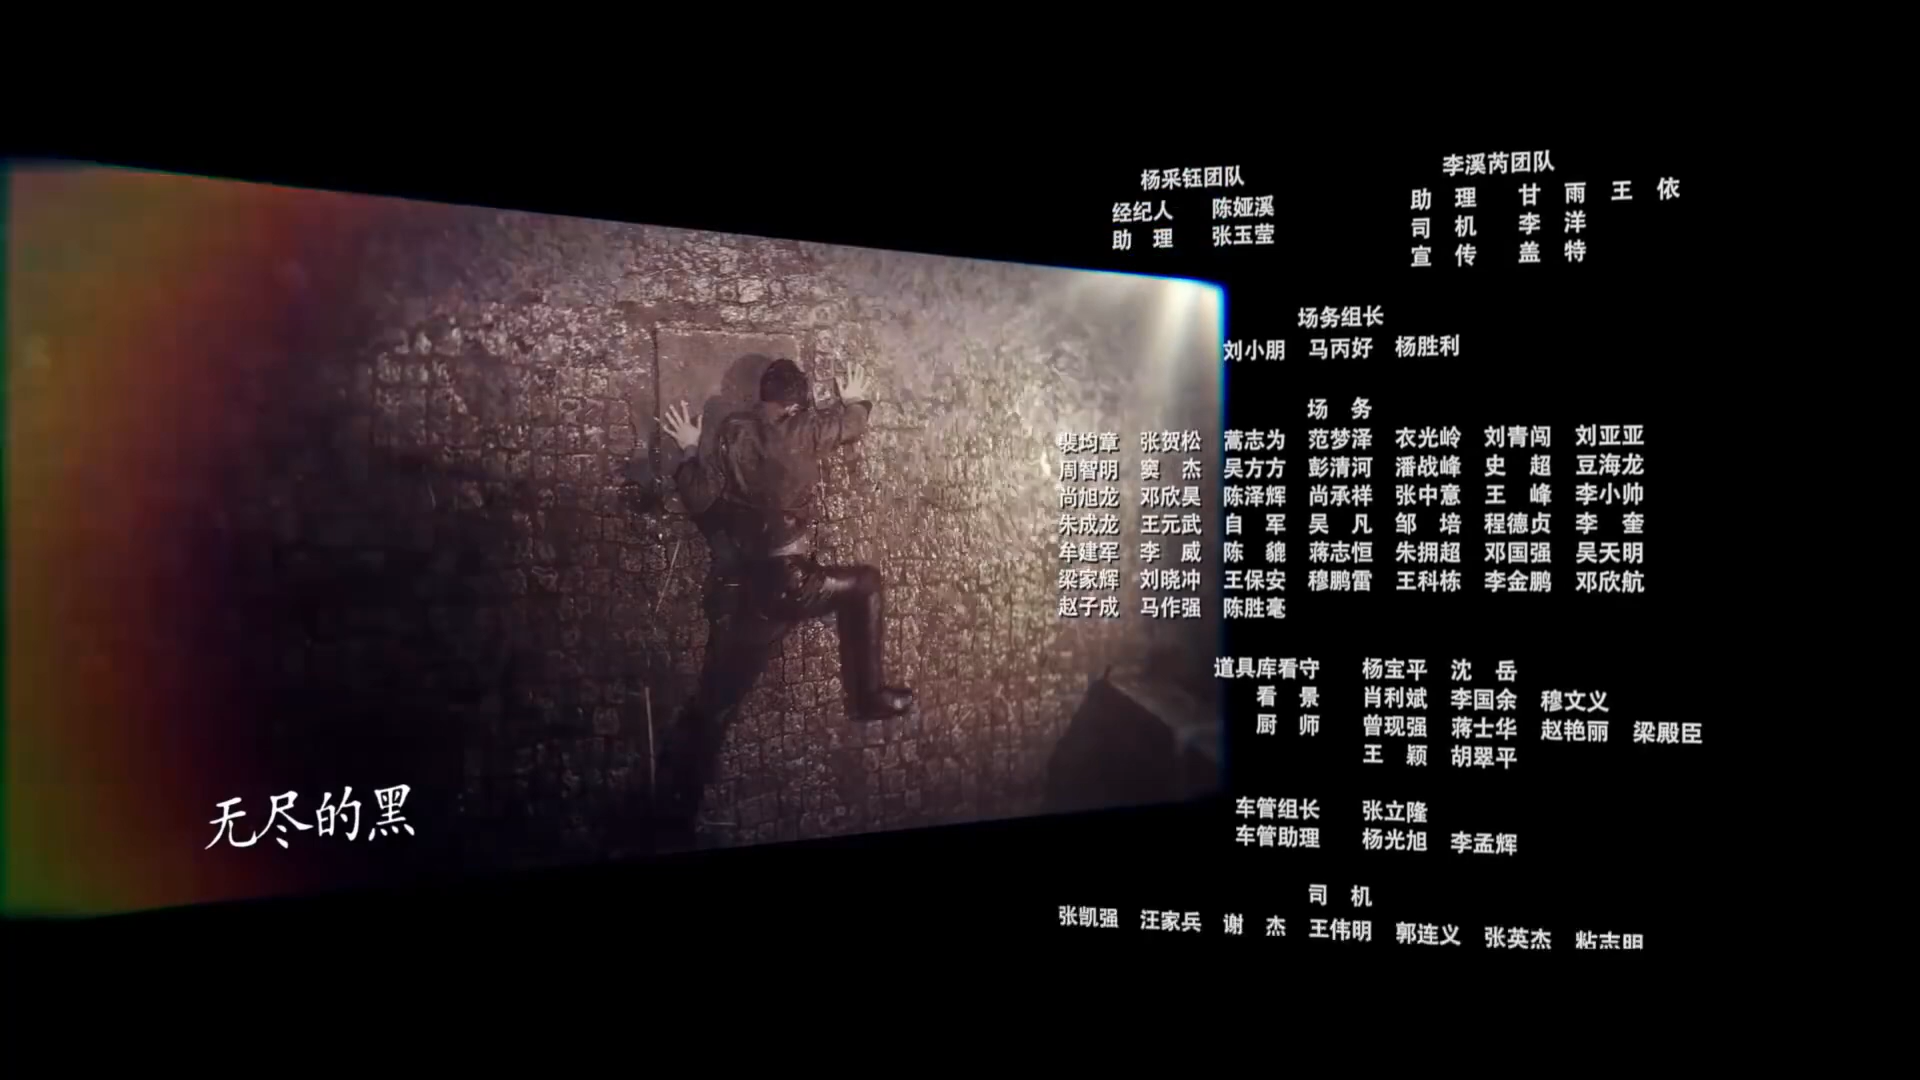 杨采钰团队
经纪人 陈娅溪
助理 张玉莹
李溪芮团队
助理 甘雨 王依
司机 李洋
宣传 盖特
场务组长
刘小朋 马丙好 杨胜利
场务
裴均章 张贺松 蒿志为 范梦泽 衣光岭 刘青闯 刘亚亚
周智明 窦杰 吴方方 彭清河 潘战峰 史超 豆海龙
尚旭龙 邓欣昊 陈泽辉 尚承祥 张中意 王峰 李小帅
朱成龙 王元武 自军 吴凡 邹培 程德贞 李奎
牟建军 李威 陈貔 蒋志恒 朱拥超 邓国强 吴天明
梁家辉 刘晓冲 王保安 穆鹏雷 王科栋 李金鹏 邓欣航
赵子成 马作强 陈胜毫
道具库看守 杨宝平 沈岳
看景 肖利斌 李国余 穆文义
厨师 曾现强 蒋士华 赵艳丽 梁殿臣
王颖 胡翠平
车管组长 张立隆
车管助理 杨光旭 李孟辉
司机
张凯强 汪家兵 谢杰 王伟明 郭连义 张英杰 粘志明
无尽的黑